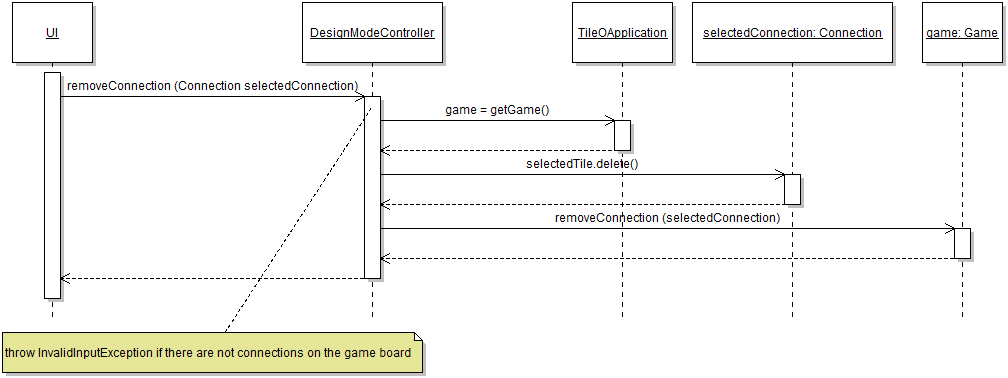 UI
DesignModeController
TileOApplication
selectedConnection: Connection
game: Game
removeConnection (Connection selectedConnection)
game = getGame()
selectedTile.delete()
removeConnection (selectedConnection)
throw InvalidInputException if there are not connections on the game board